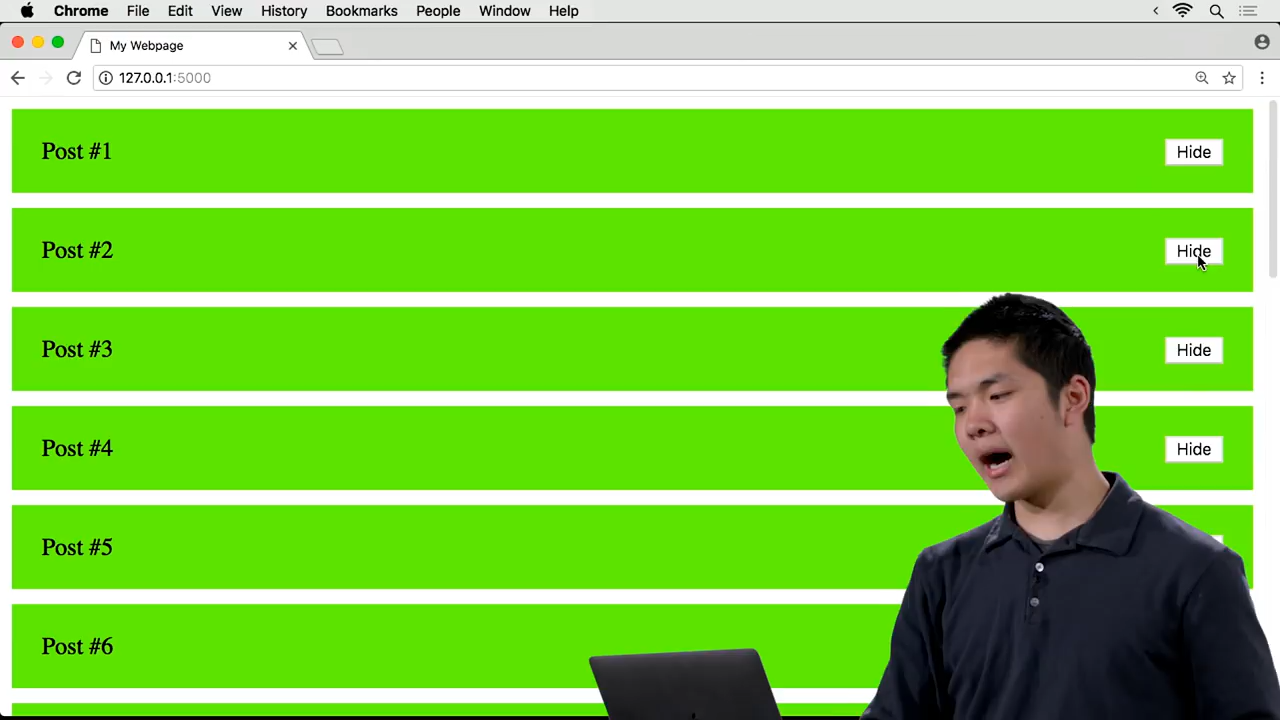 Chrome File Edit View History Bookmarks People Window Help
My Webpage
127.0.0.1:5000
Post #1 Hide
Post #2 Hide
Post #3 Hide
Post #4 Hide
Post #5
Post #6